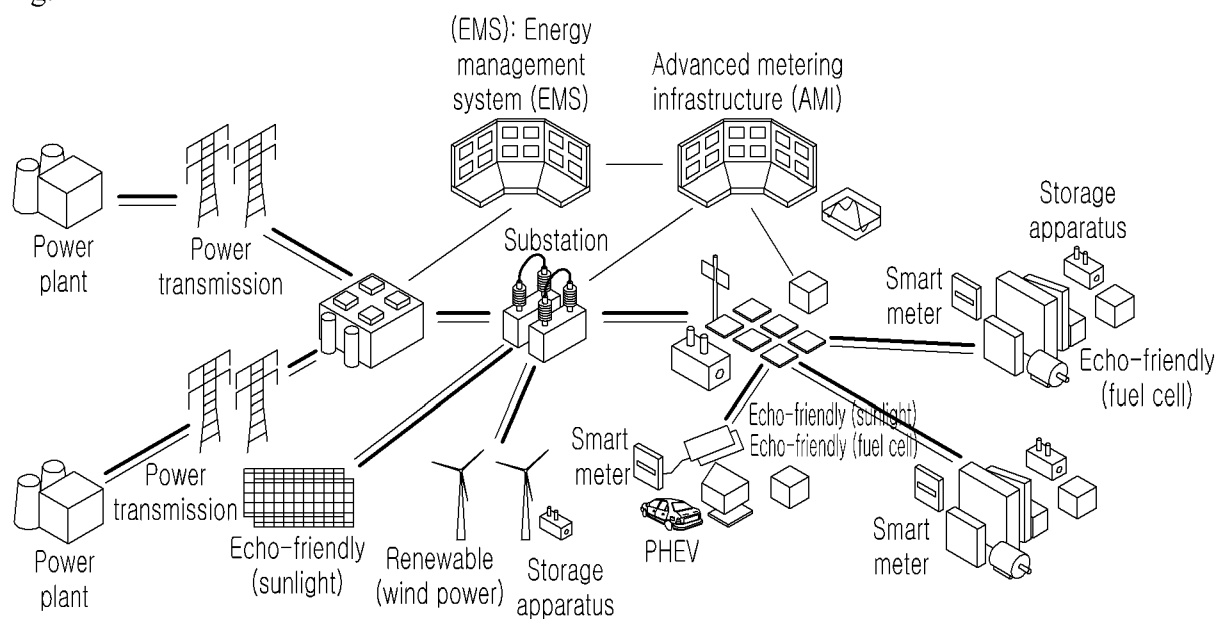 (EMS): Energy
management
system (EMS)
Advanced metering
infrastructure (AMI)
Power
plant
Power
transmission
Substation
Storage
apparatus
Smart
meter
Echo-friendly
(fuel cell)
Power
plant
Power
transmission
Echo-friendly
(sunlight)
Renewable
(wind power)
Storage
apparatus
Smart
meter
Echo-friendly (sunlight)
Echo-friendly (fuel cell)
PHEV
Smart
meter